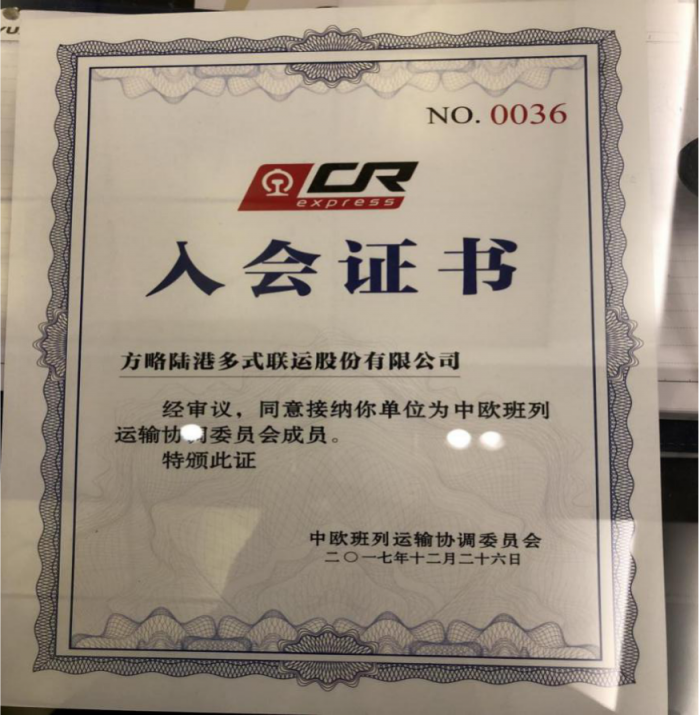 NO. 0036
CR
express
入会证书
方略陆港多式联运股份有限公司
经审议，同意接纳你单位为中欧班列
运输协调委员会成员。
特颁此证
中欧班列运输协调委员会
二〇一七年十二月二十六日